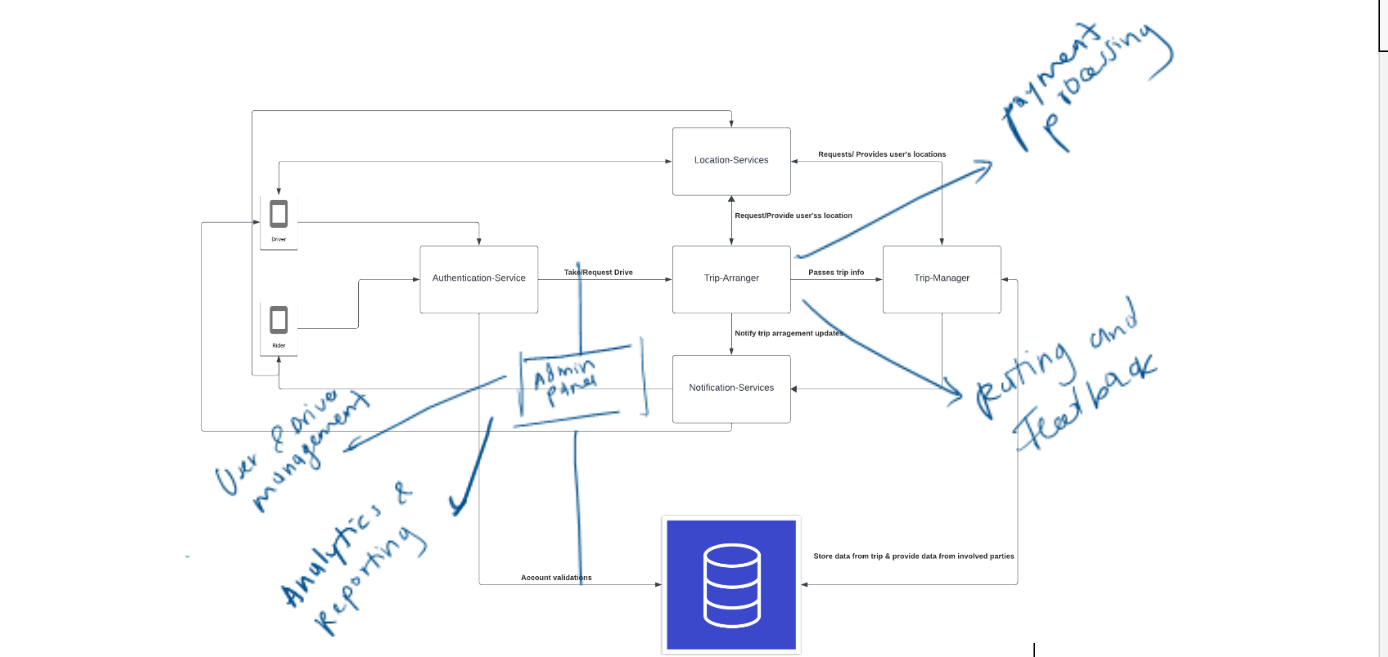 payment
processing
Location-Services
Requests/ Provides user's locations
Driver
Request/Provide user'ss location
Authentication-Service
Take/Request Drive
Trip-Arranger
Passes trip info
Trip-Manager
Rider
Notify trip arragement updates
Admin
Panel
Notification-Services
Rating and
Feedback
User & Driver
management
Analytics &
Reporting
Store data from trip & provide data from involved parties
Account validations